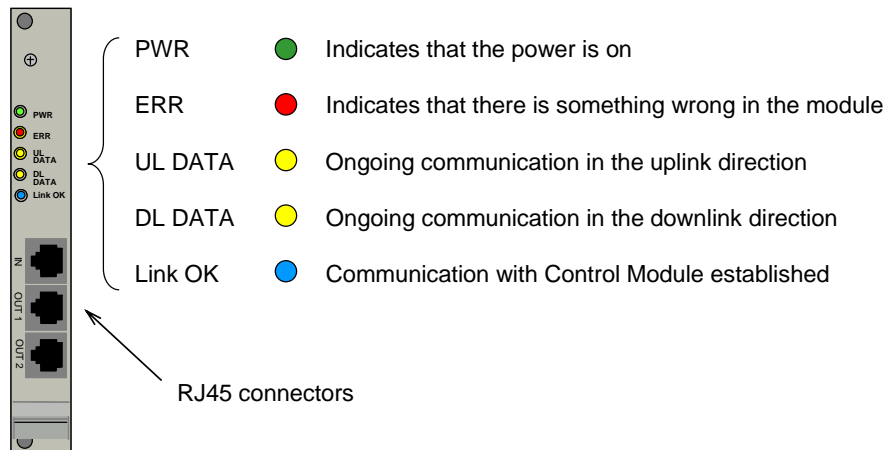 PWR Indicates that the power is on
ERR Indicates that there is something wrong in the module
UL DATA Ongoing communication in the uplink direction
DL DATA Ongoing communication in the downlink direction
Link OK Communication with Control Module established
PWR
ERR
UL
DATA
DL
DATA
Link OK
IN
OUT 1
OUT 2
RJ45 connectors